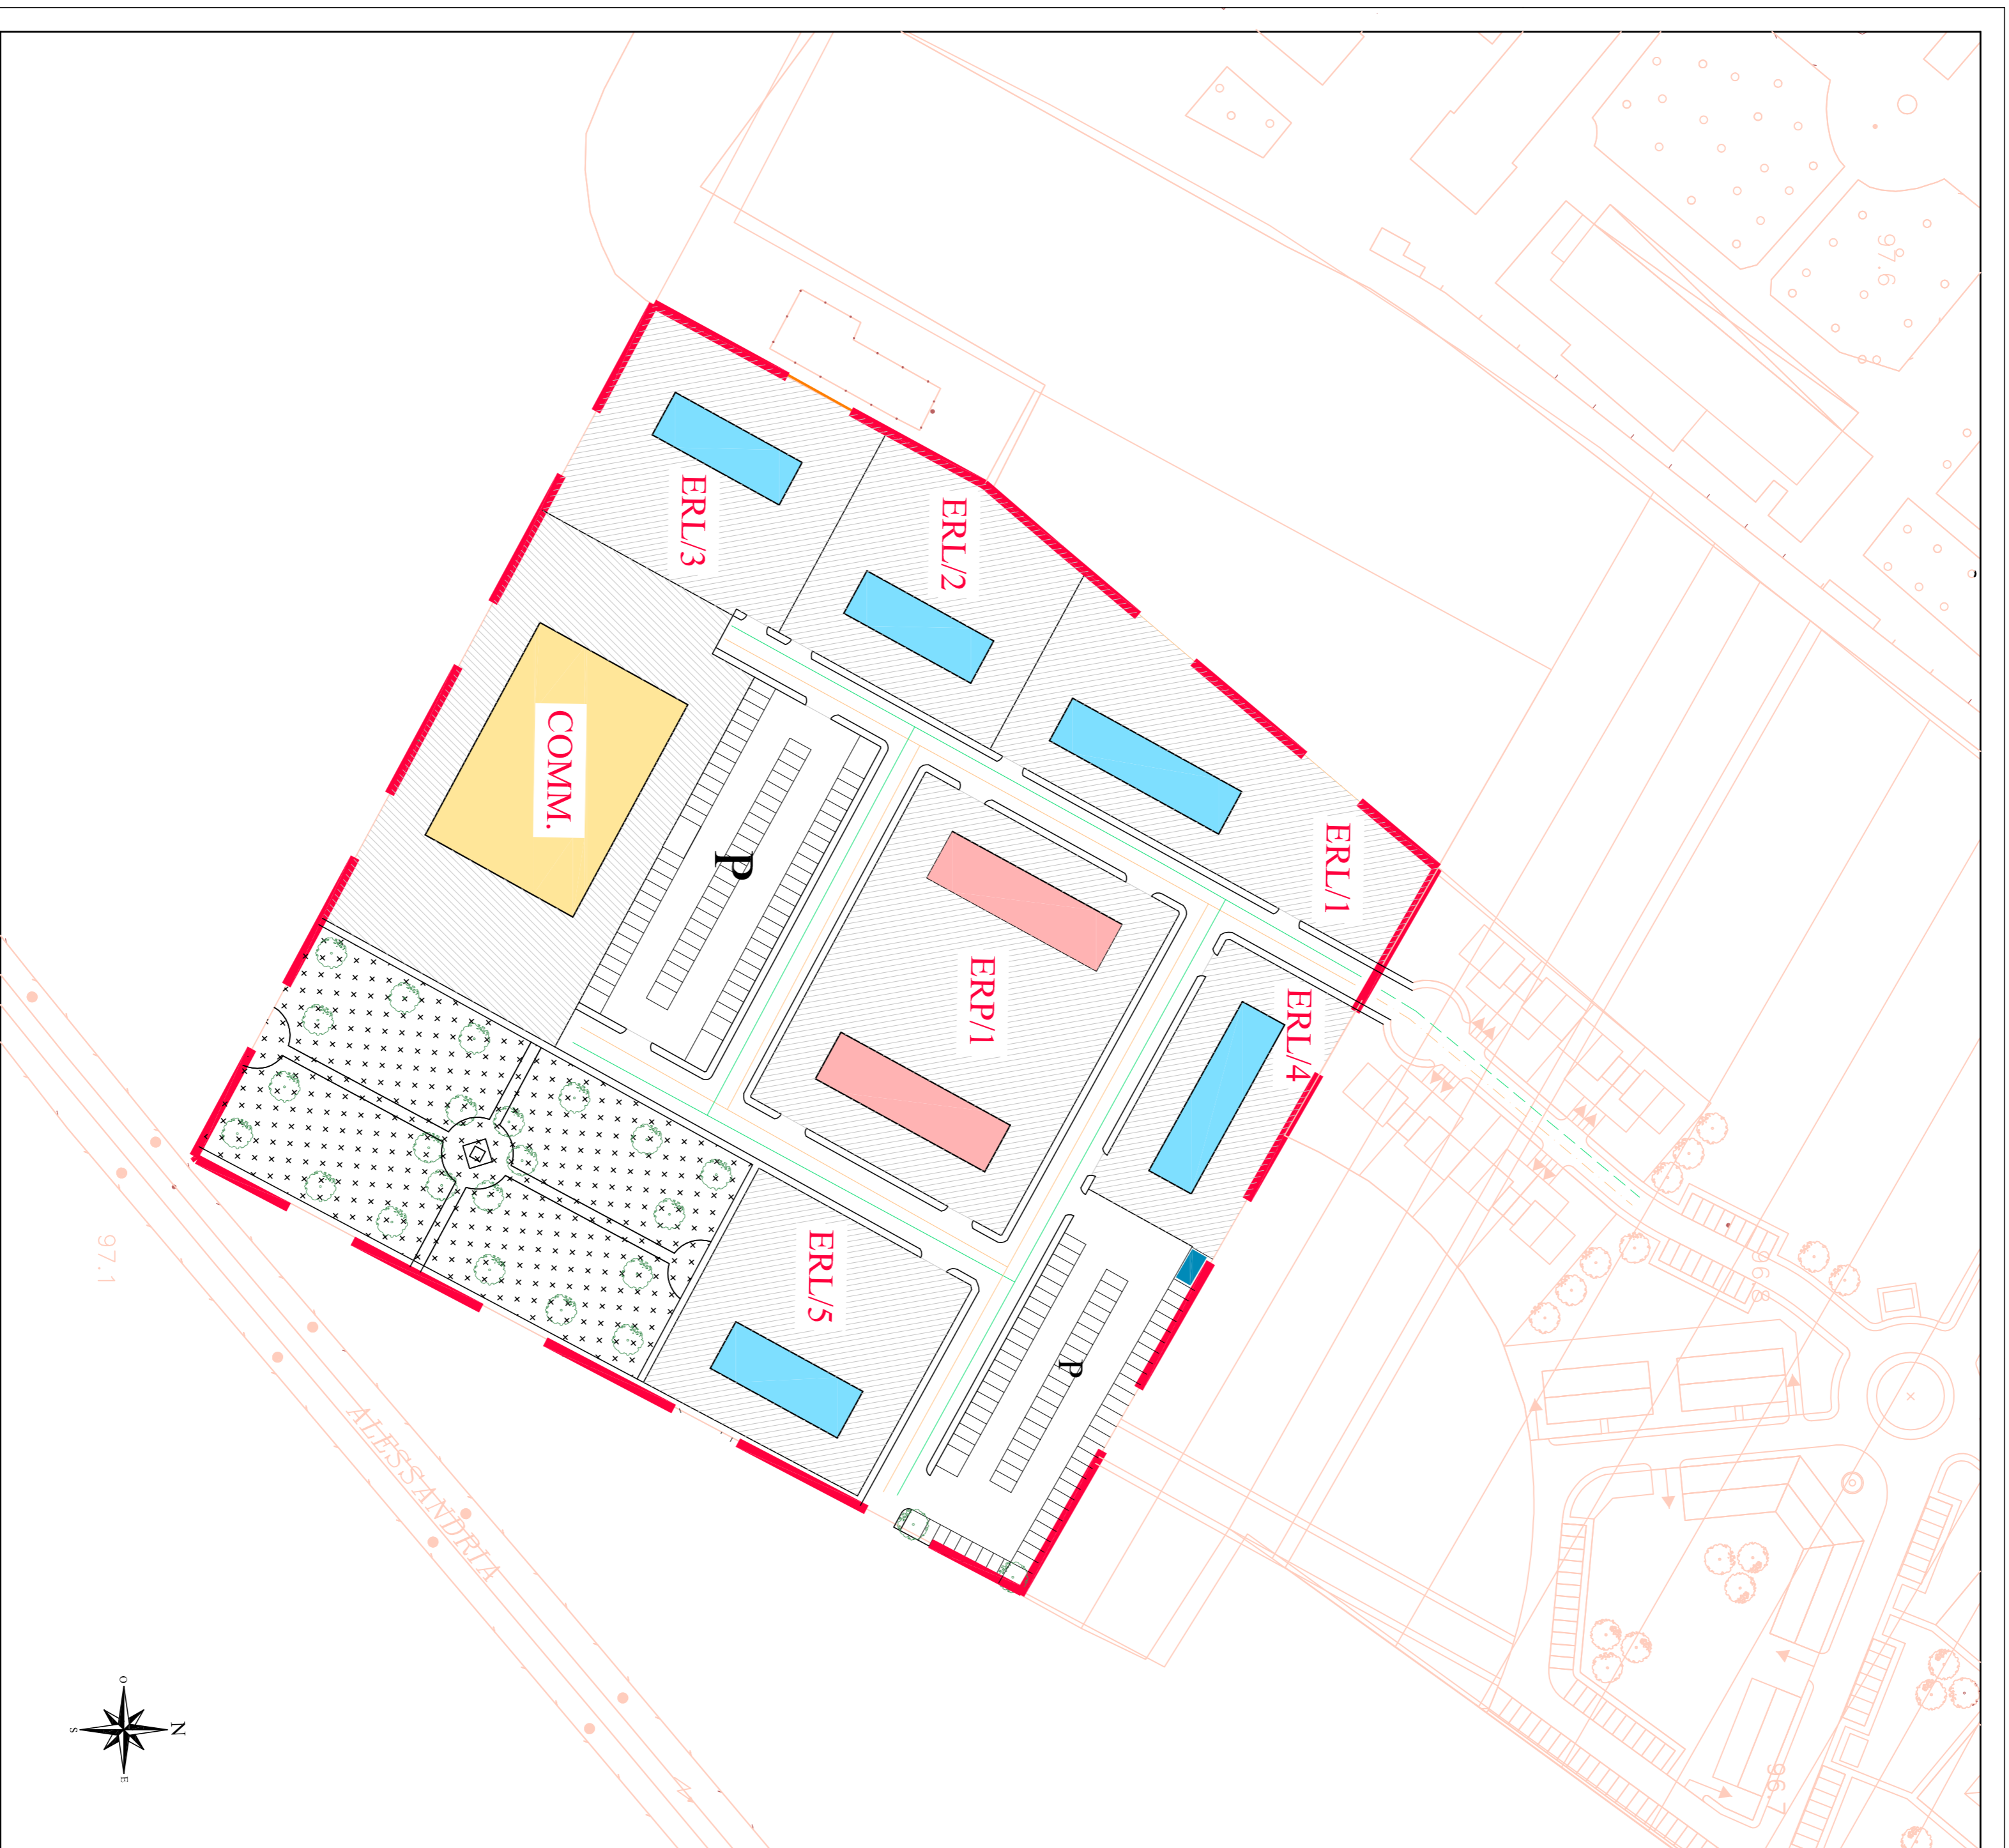 97.6
ERL/3
ERL/2
COMM.
P
ERL/1
ERP/1
ERL/4
ERL/5
P
96.8
97.1
ALESSANDRIA
96.7
O
N
S
E